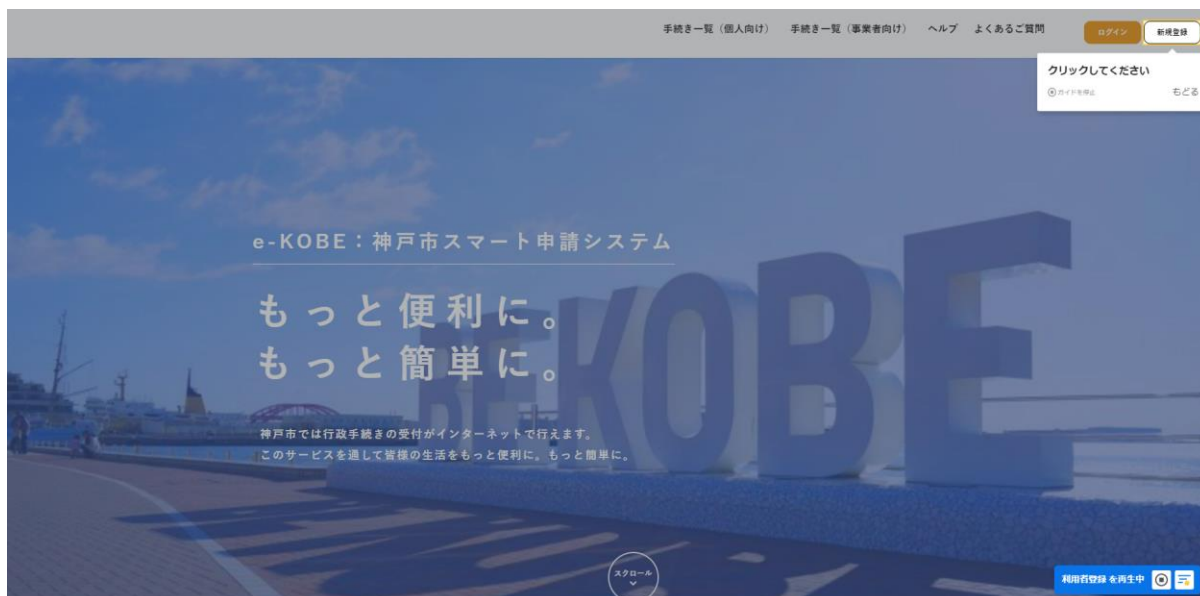 手続き一覧（個人向け） 手続き一覧（事業者向け） ヘルプ よくあるご質問 ログイン 新規登録
クリックしてください
ガイドを停止 もどる
e-KOBE：神戸市スマート申請システム
もっと便利に。
もっと簡単に。
BE KOBE
神戸市では行政手続きの受付がインターネットで行えます。
このサービスを通して皆様の生活をもっと便利に。もっと簡単に。
スクロール
利用者登録 を再生中